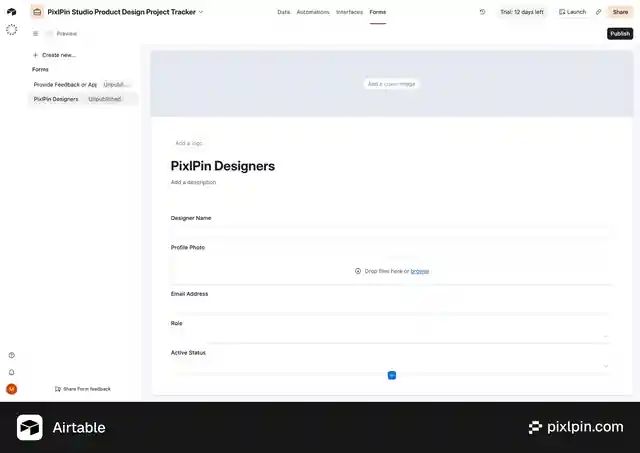 PixlPin Studio Product Design Project Tracker
Data Automations Interfaces Forms
Trial: 12 days left
Launch
Share
Preview
Publish
Create new...
Forms
Provide Feedback or App Unpubli...
PixlPin Designers Unpublished
Add a cover image
Add a logo
PixlPin Designers
Add a description
Designer Name
Profile Photo
Drop files here or browse
Email Address
Role
Active Status
M
Share Form feedback
Airtable
pixlpin.com